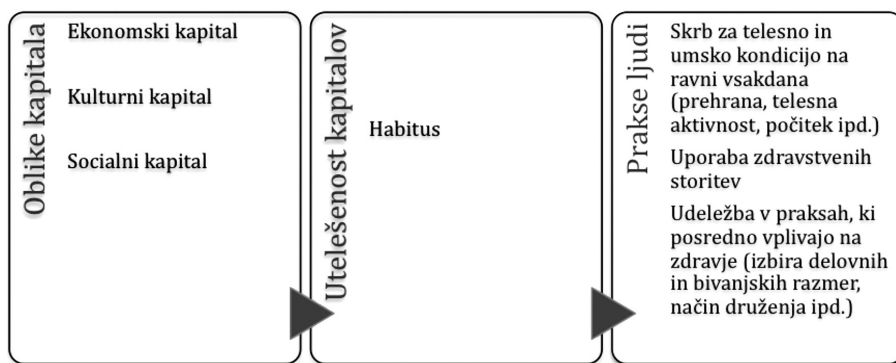 Oblike kapitala
Ekonomski kapital
Kulturni kapital
Socialni kapital
Utelešenost kapitalov
Habitus
Prakse ljudi
Skrb za telesno in
umsko kondicijo na
ravni vsakdana
(prehrana, telesna
aktivnost, počitek ipd.)
Uporaba zdravstvenih
storitev
Udeležba v praksah, ki
posredno vplivajo na
zdravje (izbira delovnih
in bivanjskih razmer,
način druženja ipd.)